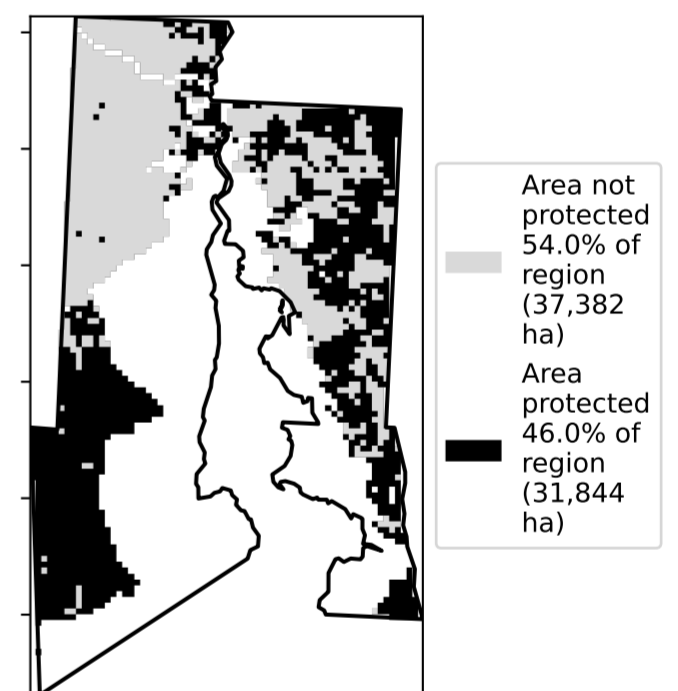 Area not
protected
54.0% of
region
(37,382
ha)
Area
protected
46.0% of
region
(31,844
ha)